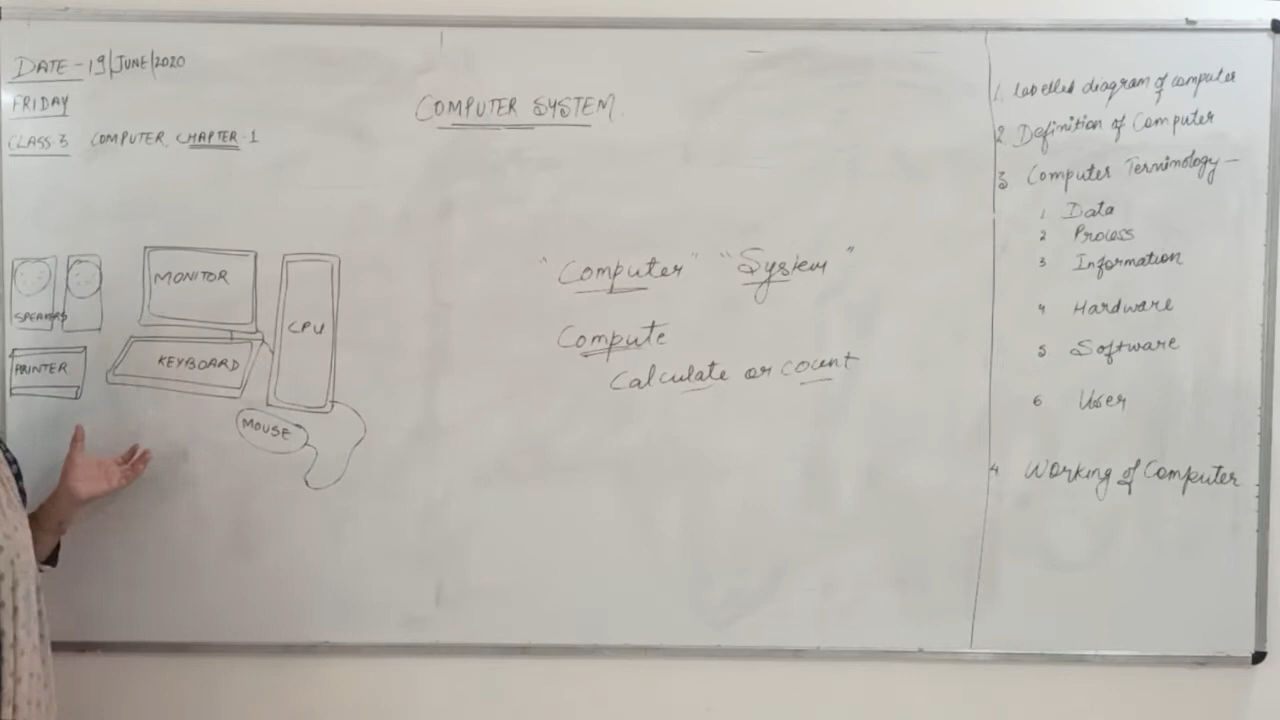 DATE - 19/JUNE/2020
FRIDAY
CLASS-3 COMPUTER CHAPTER-1
COMPUTER SYSTEM
SPEAKERS
MONITOR
CPU
PRINTER
KEYBOARD
MOUSE
"Computer" "System"
Compute
Calculate or count
1. Labelled diagram of computer
2. Definition of Computer
3 Computer Terminology -
1 Data
2 Process
3 Information
4 Hardware
5 Software
6 User
4 Working of Computer